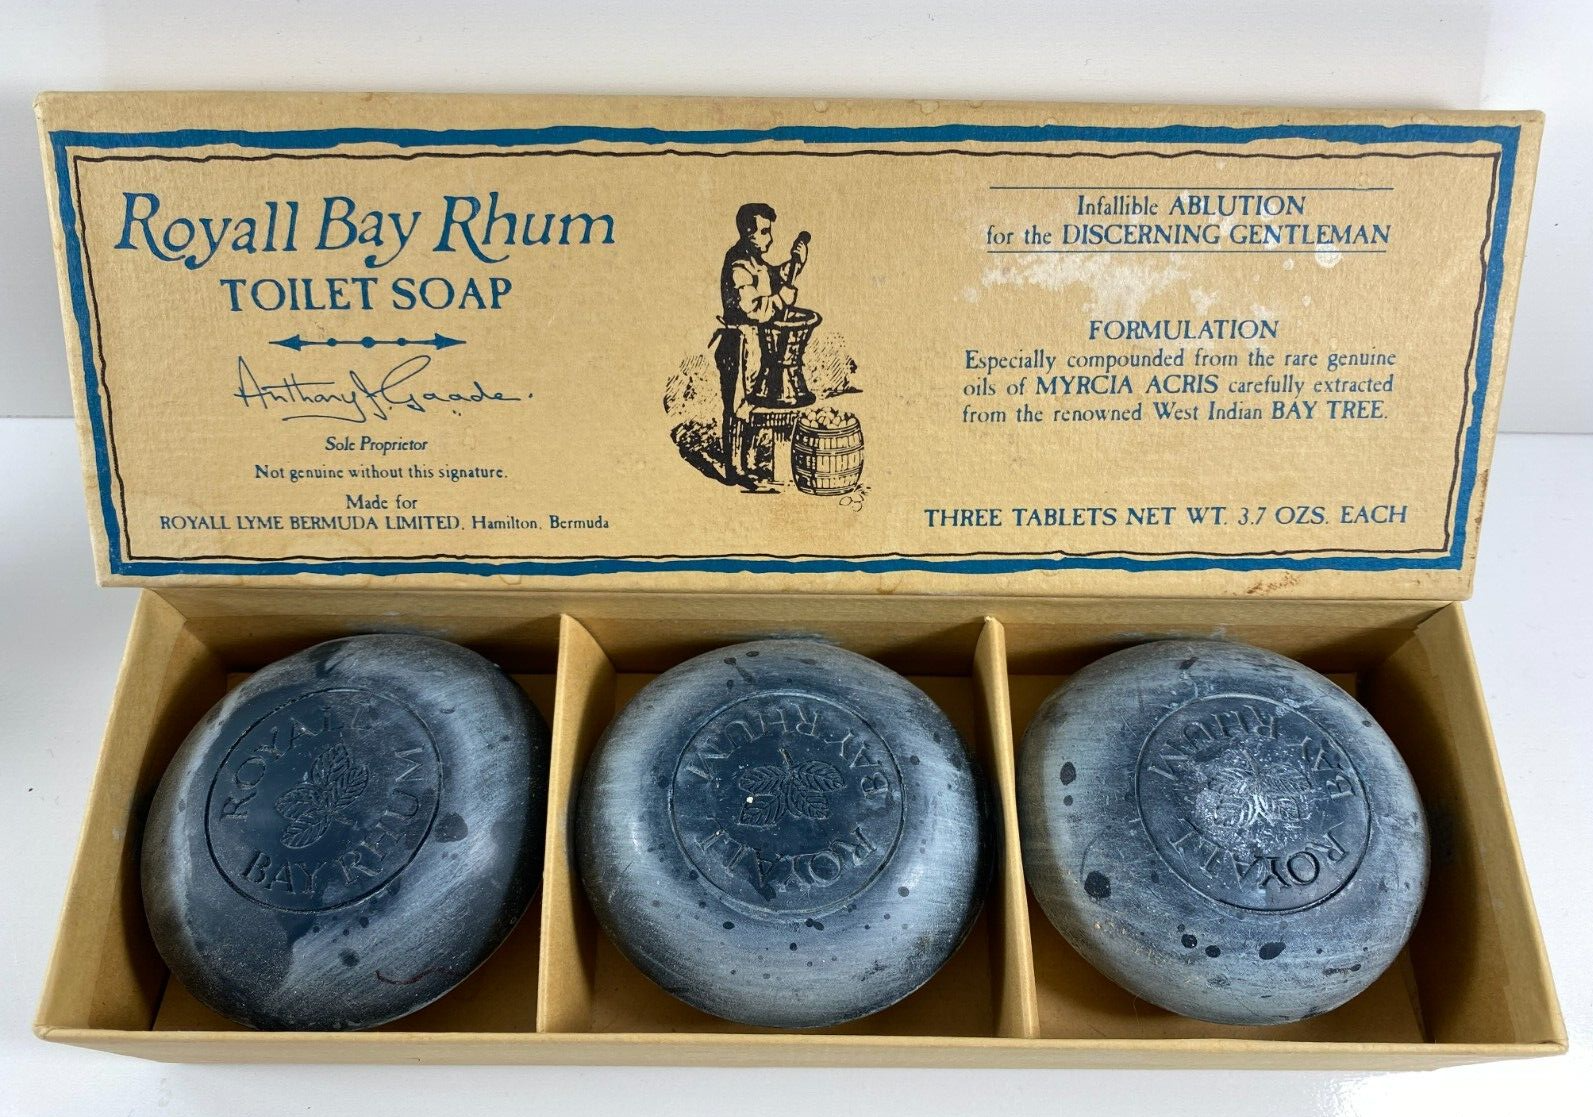 Royall Bay Rhum
TOILET SOAP
Anthony J. Gaade.
Sole Proprietor
Not genuine without this signature.
Made for
ROYALL LYME BERMUDA LIMITED, Hamilton, Bermuda
Infallible ABLUTION
for the DISCERNING GENTLEMAN
FORMULATION
Especially compounded from the rare genuine
oils of MYRCIA ACRIS carefully extracted
from the renowned West Indian BAY TREE.
THREE TABLETS NET WT. 3.7 OZS. EACH
ROYALL
BAY RHUM
ROYALL
BAY RHUM
ROYALL
BAY RHUM